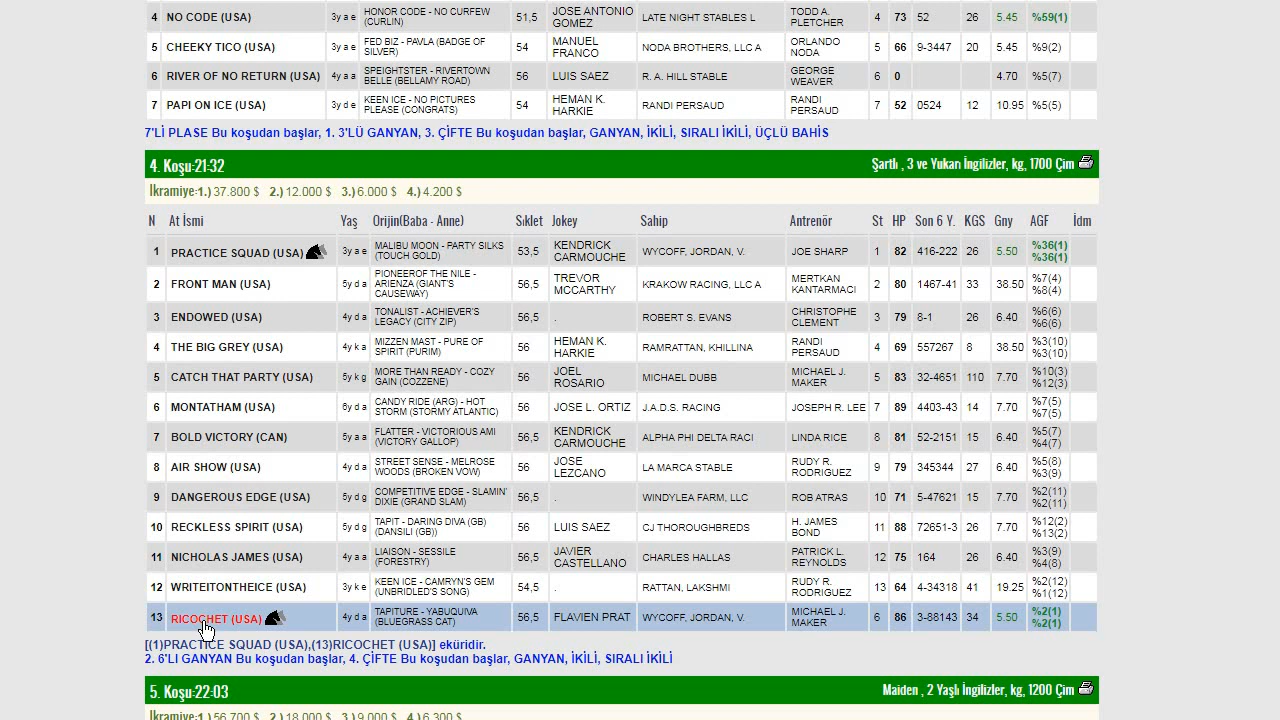 4 NO CODE (USA) 3y a e HONOR CODE - NO CURFEW (CURLIN) 51,5 JOSE ANTONIO GOMEZ LATE NIGHT STABLES L TODD A. PLETCHER 4 73 52 26 5.45 %59(1)
5 CHEEKY TICO (USA) 3y a e FED BIZ - PAVLA (BADGE OF SILVER) 54 MANUEL FRANCO NODA BROTHERS, LLC A ORLANDO NODA 5 66 9-3447 20 5.45 %9(2)
6 RIVER OF NO RETURN (USA) 4y a a SPEIGHTSTER - RIVERTOWN BELLE (BELLAMY ROAD) 56 LUIS SAEZ R. A. HILL STABLE GEORGE WEAVER 6 0 4.70 %5(7)
7 PAPI ON ICE (USA) 3y d e KEEN ICE - NO PICTURES PLEASE (CONGRATS) 54 HEMAN K. HARKIE RANDI PERSAUD RANDI PERSAUD 7 52 0524 12 10.95 %5(5)
7'Lİ PLASE Bu koşudan başlar, 1. 3'LÜ GANYAN, 3. ÇİFTE Bu koşudan başlar, GANYAN, İKİLİ, SIRALI İKİLİ, ÜÇLÜ BAHİS
4. Koşu:21:32 Şartlı , 3 ve Yukarı İngilizler, kg, 1700 Çim
İkramiye:1.) 37.800 $ 2.) 12.000 $ 3.) 6.000 $ 4.) 4.200 $
N At İsmi Yaş Orijin(Baba - Anne) Sıklet Jokey Sahip Antrenör St HP Son 6 Y. KGS Gny AGF İdm
1 PRACTICE SQUAD (USA) 3y a e MALIBU MOON - PARTY SILKS (TOUCH GOLD) 53,5 KENDRICK CARMOUCHE WYCOFF, JORDAN, V. JOE SHARP 1 82 416-222 26 5.50 %36(1) %36(1)
2 FRONT MAN (USA) 5y d a PIONEEROF THE NILE - ARIENZA (GIANT'S CAUSEWAY) 56,5 TREVOR MCCARTHY KRAKOW RACING, LLC A MERTKAN KANTARMACI 2 80 1467-41 33 38.50 %7(4) %8(4)
3 ENDOWED (USA) 4y d a TONALIST - ACHIEVER'S LEGACY (CITY ZIP) 56,5 . ROBERT S. EVANS CHRISTOPHE CLEMENT 3 79 8-1 26 6.40 %6(6) %6(6)
4 THE BIG GREY (USA) 4y k a MIZZEN MAST - PURE OF SPIRIT (PURIM) 56 HEMAN K. HARKIE RAMRATTAN, KHILLINA RANDI PERSAUD 4 69 557267 8 38.50 %3(10) %3(10)
5 CATCH THAT PARTY (USA) 5y k g MORE THAN READY - COZY GAIN (COZZENE) 56 JOEL ROSARIO MICHAEL DUBB MICHAEL J. MAKER 5 83 32-4651 110 7.70 %10(3) %12(3)
6 MONTATHAM (USA) 6y d a CANDY RIDE (ARG) - HOT STORM (STORMY ATLANTIC) 56 JOSE L. ORTIZ J.A.D.S. RACING JOSEPH R. LEE 7 89 4403-43 14 7.70 %7(5) %7(5)
7 BOLD VICTORY (CAN) 5y a a FLATTER - VICTORIOUS AMI (VICTORY GALLOP) 56,5 KENDRICK CARMOUCHE ALPHA PHI DELTA RACI LINDA RICE 8 81 52-2151 15 6.40 %5(7) %4(7)
8 AIR SHOW (USA) 4y d a STREET SENSE - MELROSE WOODS (BROKEN VOW) 56 JOSE LEZCANO LA MARCA STABLE RUDY R. RODRIGUEZ 9 79 345344 27 6.40 %5(8) %3(9)
9 DANGEROUS EDGE (USA) 5y d g COMPETITIVE EDGE - SLAMIN' DIXIE (GRAND SLAM) 56,5 . WINDYLEA FARM, LLC ROB ATRAS 10 71 5-47621 15 7.70 %2(11) %2(11)
10 RECKLESS SPIRIT (USA) 5y d g TAPIT - DARING DIVA (GB) (DANSILI (GB)) 56 LUIS SAEZ CJ THOROUGHBREDS H. JAMES BOND 11 88 72651-3 26 7.70 %12(2) %13(2)
11 NICHOLAS JAMES (USA) 4y a a LIAISON - SESSILE (FORESTRY) 56,5 JAVIER CASTELLANO CHARLES HALLAS PATRICK L. REYNOLDS 12 75 164 26 6.40 %3(9) %4(8)
12 WRITEITONTHEICE (USA) 3y k e KEEN ICE - CAMRYN'S GEM (UNBRIDLED'S SONG) 54,5 . RATTAN, LAKSHMI RUDY R. RODRIGUEZ 13 64 4-34318 41 19.25 %2(12) %1(12)
13 RICOCHET (USA) 4y d a TAPITURE - YABUQUIVA (BLUEGRASS CAT) 56,5 FLAVIEN PRAT WYCOFF, JORDAN, V. MICHAEL J. MAKER 6 86 3-88143 34 5.50 %2(1) %2(1)
[(1)PRACTICE SQUAD (USA),(13)RICOCHET (USA)] eküridir.
2. 6'LI GANYAN Bu koşudan başlar, 4. ÇİFTE Bu koşudan başlar, GANYAN, İKİLİ, SIRALI İKİLİ
5. Koşu:22:03 Maiden , 2 Yaşlı İngilizler, kg, 1200 Çim
İkramiye:1.) 56.700 $ 2.) 18.000 $ 3.) 9.000 $ 4.) 6.300 $